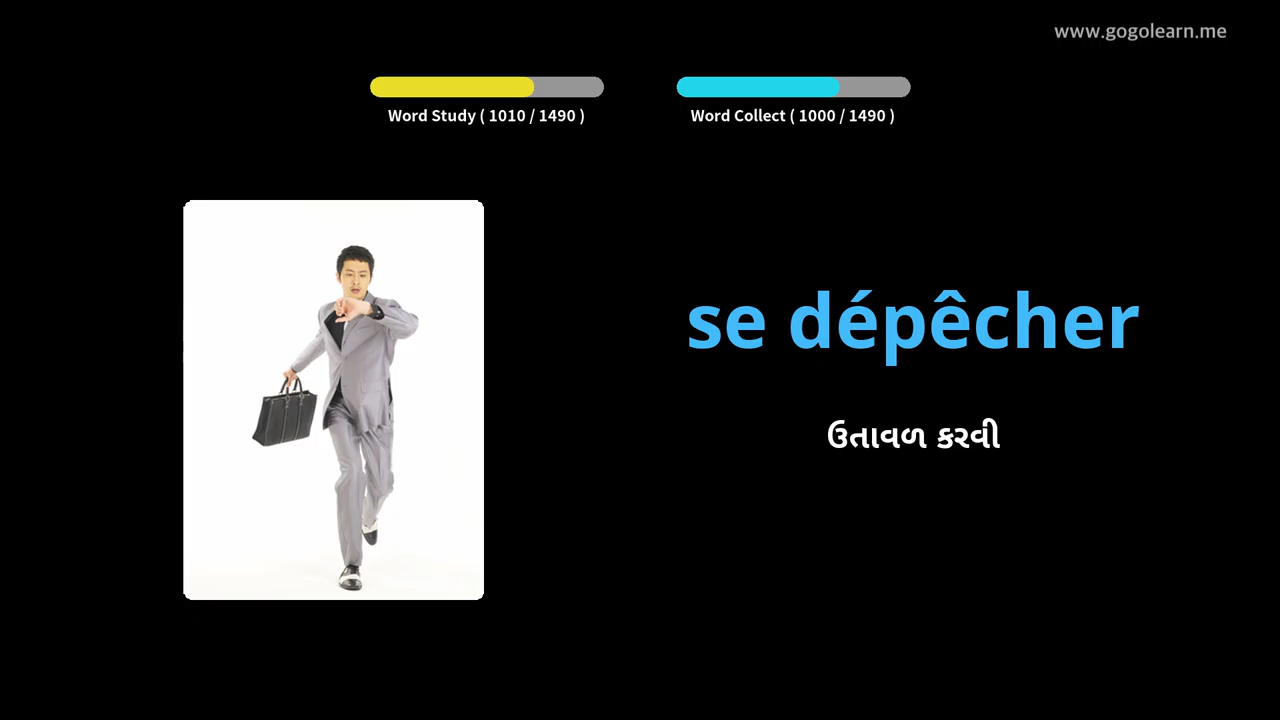 www.gogolearn.me
Word Study ( 1010 / 1490 )
Word Collect ( 1000 / 1490 )
se dépêcher
ઉતાવળ કરવી